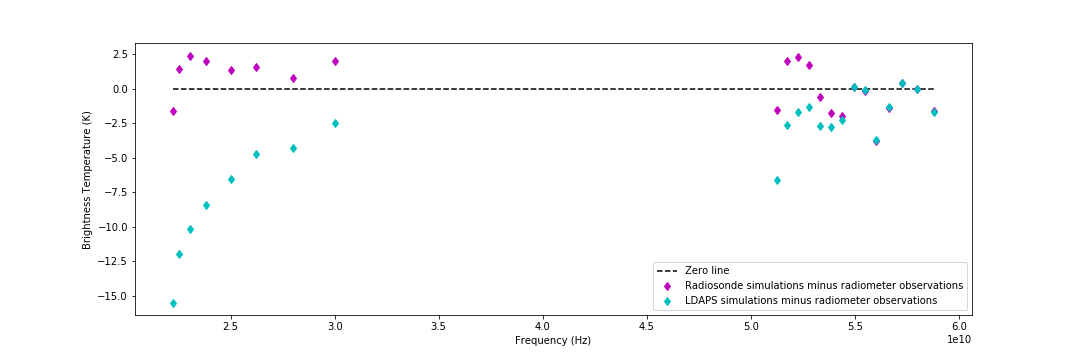 2.5
0.0
−2.5
−5.0
−7.5
−10.0
−12.5
−15.0
Brightness Temperature (K)
Zero line
Radiosonde simulations minus radiometer observations
LDAPS simulations minus radiometer observations
2.5 3.0 3.5 4.0 4.5 5.0 5.5 6.0
1e10
Frequency (Hz)